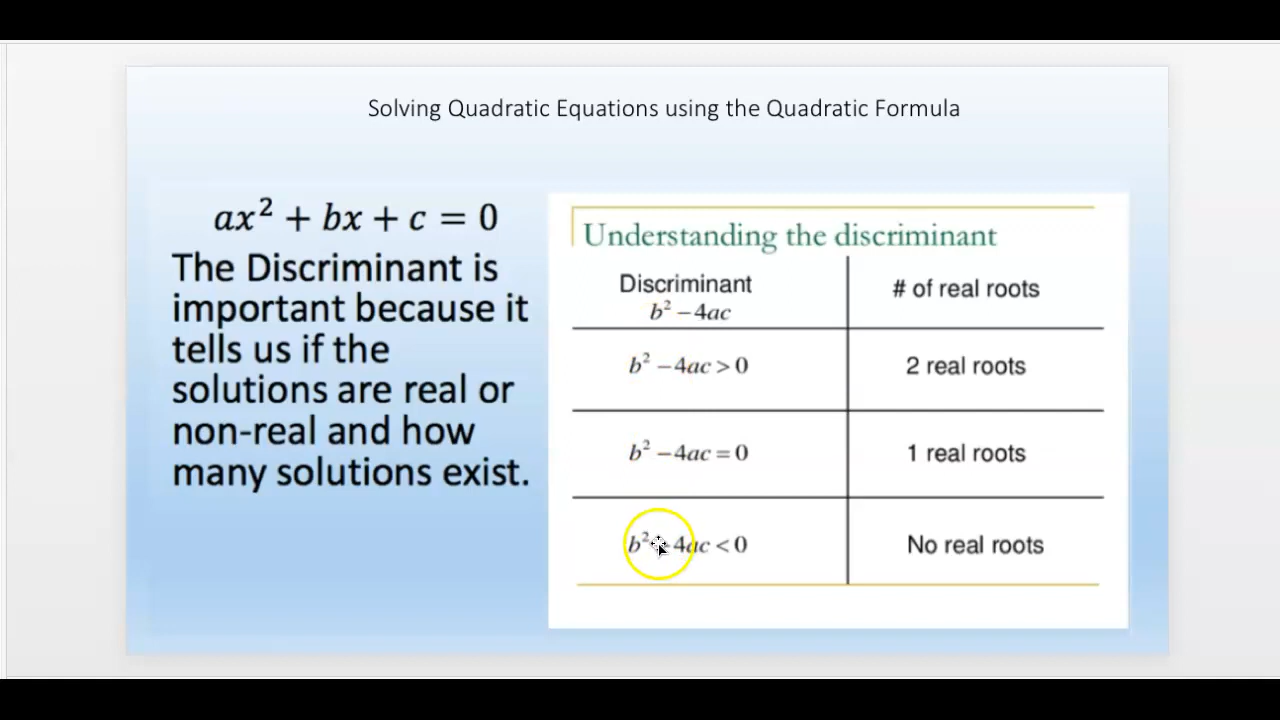 Solving Quadratic Equations using the Quadratic Formula
ax² + bx + c = 0
The Discriminant is
important because it
tells us if the
solutions are real or
non-real and how
many solutions exist.
Understanding the discriminant
Discriminant
b² − 4ac
# of real roots
b² − 4ac > 0
2 real roots
b² − 4ac = 0
1 real roots
b² − 4ac < 0
No real roots